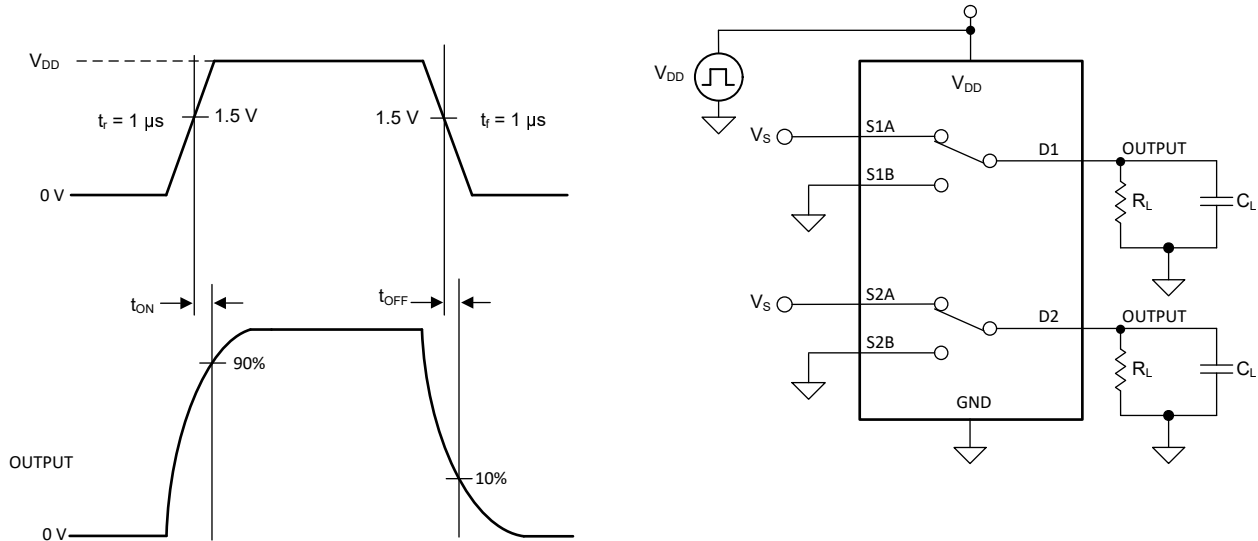 V_DD
t_r = 1 µs
1.5 V
1.5 V
t_f = 1 µs
0 V
t_ON
t_OFF
90%
OUTPUT
10%
0 V
V_DD
V_DD
V_S
S1A
D1
OUTPUT
S1B
R_L
C_L
V_S
S2A
D2
OUTPUT
S2B
R_L
C_L
GND